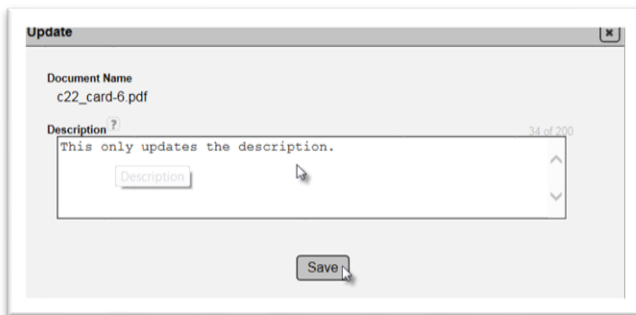 Update
Document Name
c22_card-6.pdf
Description ?
34 of 200
This only updates the description.
Description
Save